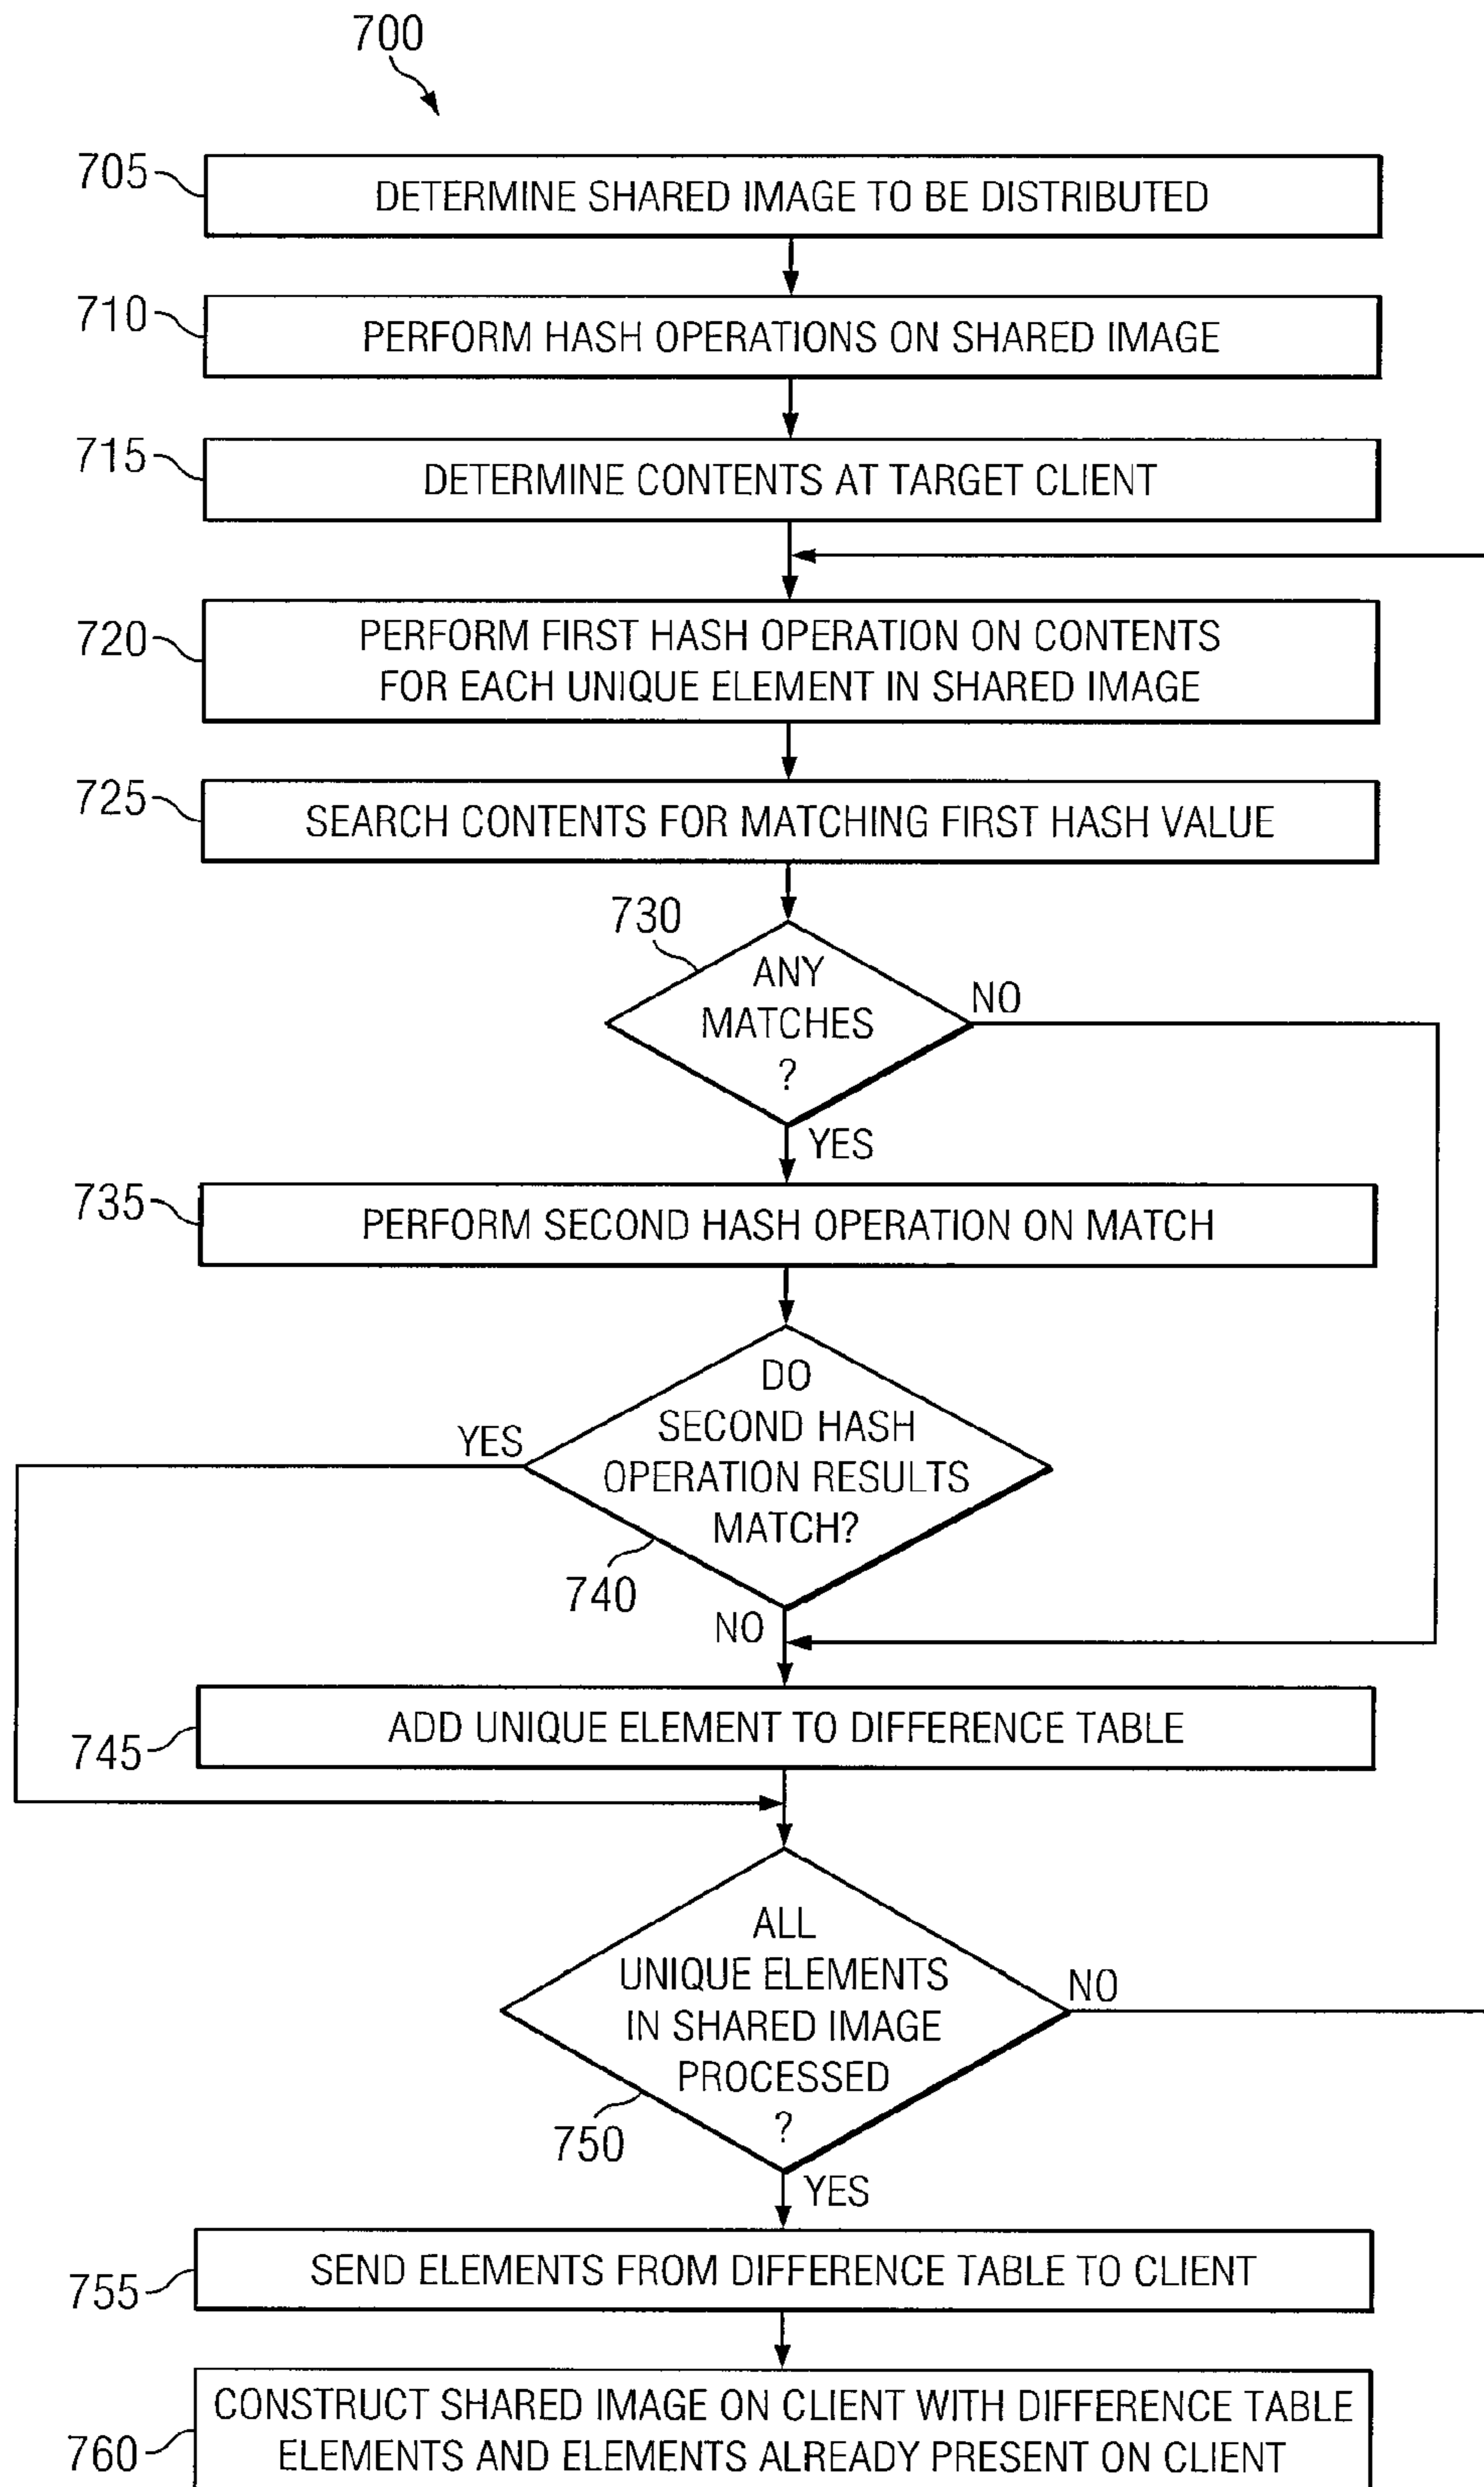 700
705
DETERMINE SHARED IMAGE TO BE DISTRIBUTED
710
PERFORM HASH OPERATIONS ON SHARED IMAGE
715
DETERMINE CONTENTS AT TARGET CLIENT
720
PERFORM FIRST HASH OPERATION ON CONTENTS
FOR EACH UNIQUE ELEMENT IN SHARED IMAGE
725
SEARCH CONTENTS FOR MATCHING FIRST HASH VALUE
730
ANY
MATCHES
?
NO
YES
735
PERFORM SECOND HASH OPERATION ON MATCH
DO
SECOND HASH
OPERATION RESULTS
MATCH?
YES
740
NO
745
ADD UNIQUE ELEMENT TO DIFFERENCE TABLE
ALL
UNIQUE ELEMENTS
IN SHARED IMAGE
PROCESSED
?
NO
750
YES
755
SEND ELEMENTS FROM DIFFERENCE TABLE TO CLIENT
760
CONSTRUCT SHARED IMAGE ON CLIENT WITH DIFFERENCE TABLE
ELEMENTS AND ELEMENTS ALREADY PRESENT ON CLIENT